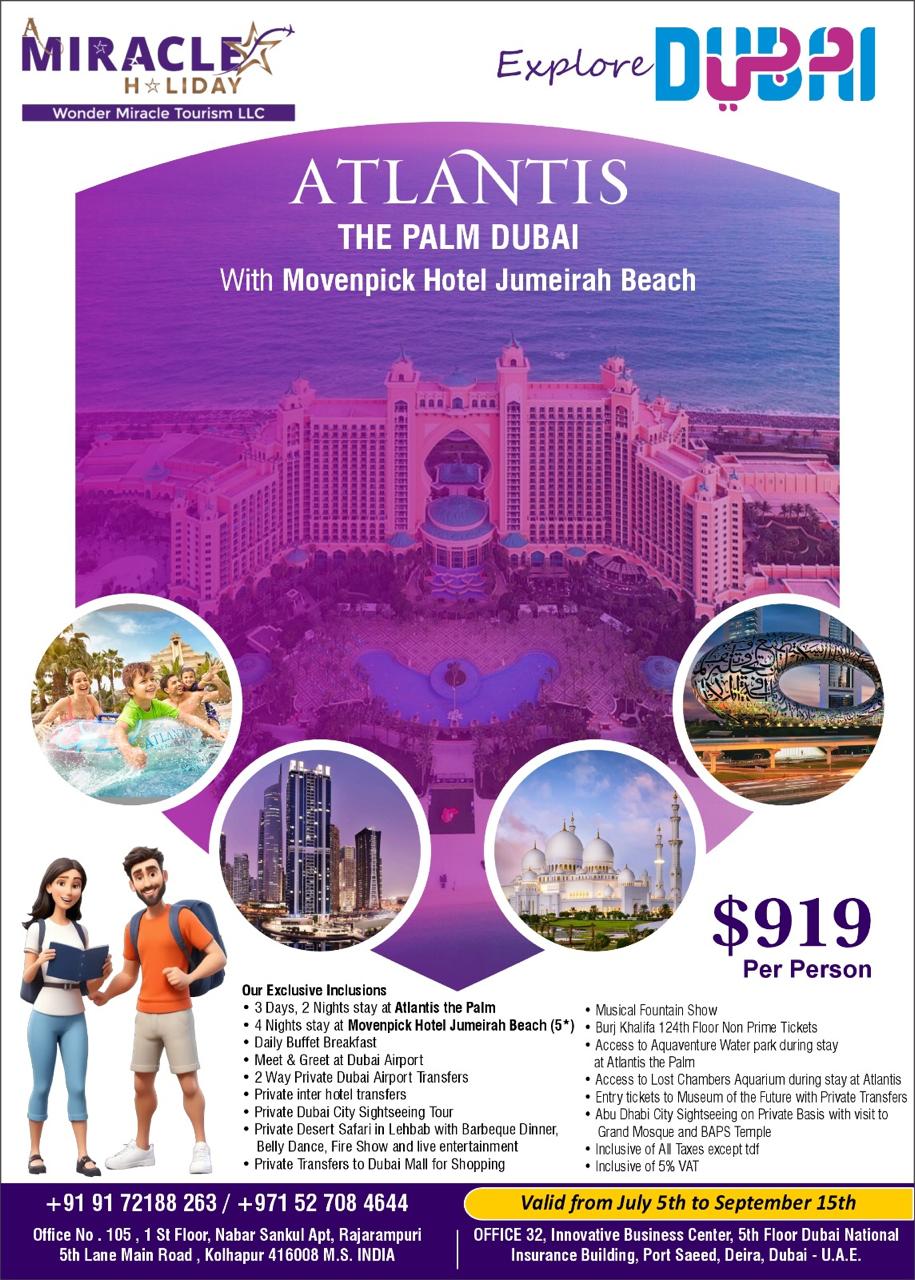 A
MIRACLE
HOLIDAY
Wonder Miracle Tourism LLC
Explore DUBAI
ATLANTIS
THE PALM DUBAI
With Movenpick Hotel Jumeirah Beach
ATLANTIS
$919
Per Person
Our Exclusive Inclusions
• 3 Days, 2 Nights stay at Atlantis the Palm
• 4 Nights stay at Movenpick Hotel Jumeirah Beach (5*)
• Daily Buffet Breakfast
• Meet & Greet at Dubai Airport
• 2 Way Private Dubai Airport Transfers
• Private inter hotel transfers
• Private Dubai City Sightseeing Tour
• Private Desert Safari in Lehbab with Barbeque Dinner,
Belly Dance, Fire Show and live entertainment
• Private Transfers to Dubai Mall for Shopping
• Musical Fountain Show
• Burj Khalifa 124th Floor Non Prime Tickets
• Access to Aquaventure Water park during stay
at Atlantis the Palm
• Access to Lost Chambers Aquarium during stay at Atlantis
• Entry tickets to Museum of the Future with Private Transfers
• Abu Dhabi City Sightseeing on Private Basis with visit to
Grand Mosque and BAPS Temple
• Inclusive of All Taxes except tdf
• Inclusive of 5% VAT
+91 91 72188 263 / +971 52 708 4644
Office No . 105 , 1 St Floor, Nabar Sankul Apt, Rajarampuri
5th Lane Main Road , Kolhapur 416008 M.S. INDIA
Valid from July 5th to September 15th
OFFICE 32, Innovative Business Center, 5th Floor Dubai National
Insurance Building, Port Saeed, Deira, Dubai - U.A.E.